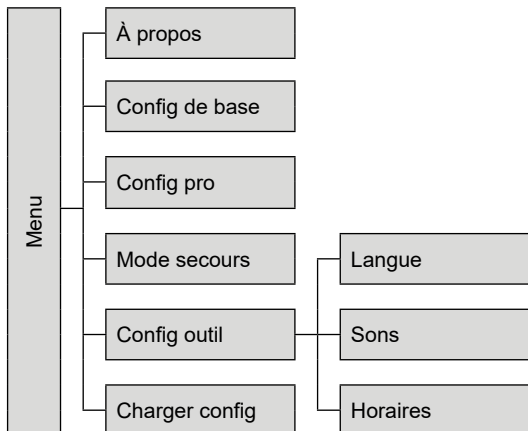 Menu
À propos
Config de base
Config pro
Mode secours
Config outil
Charger config
Langue
Sons
Horaires